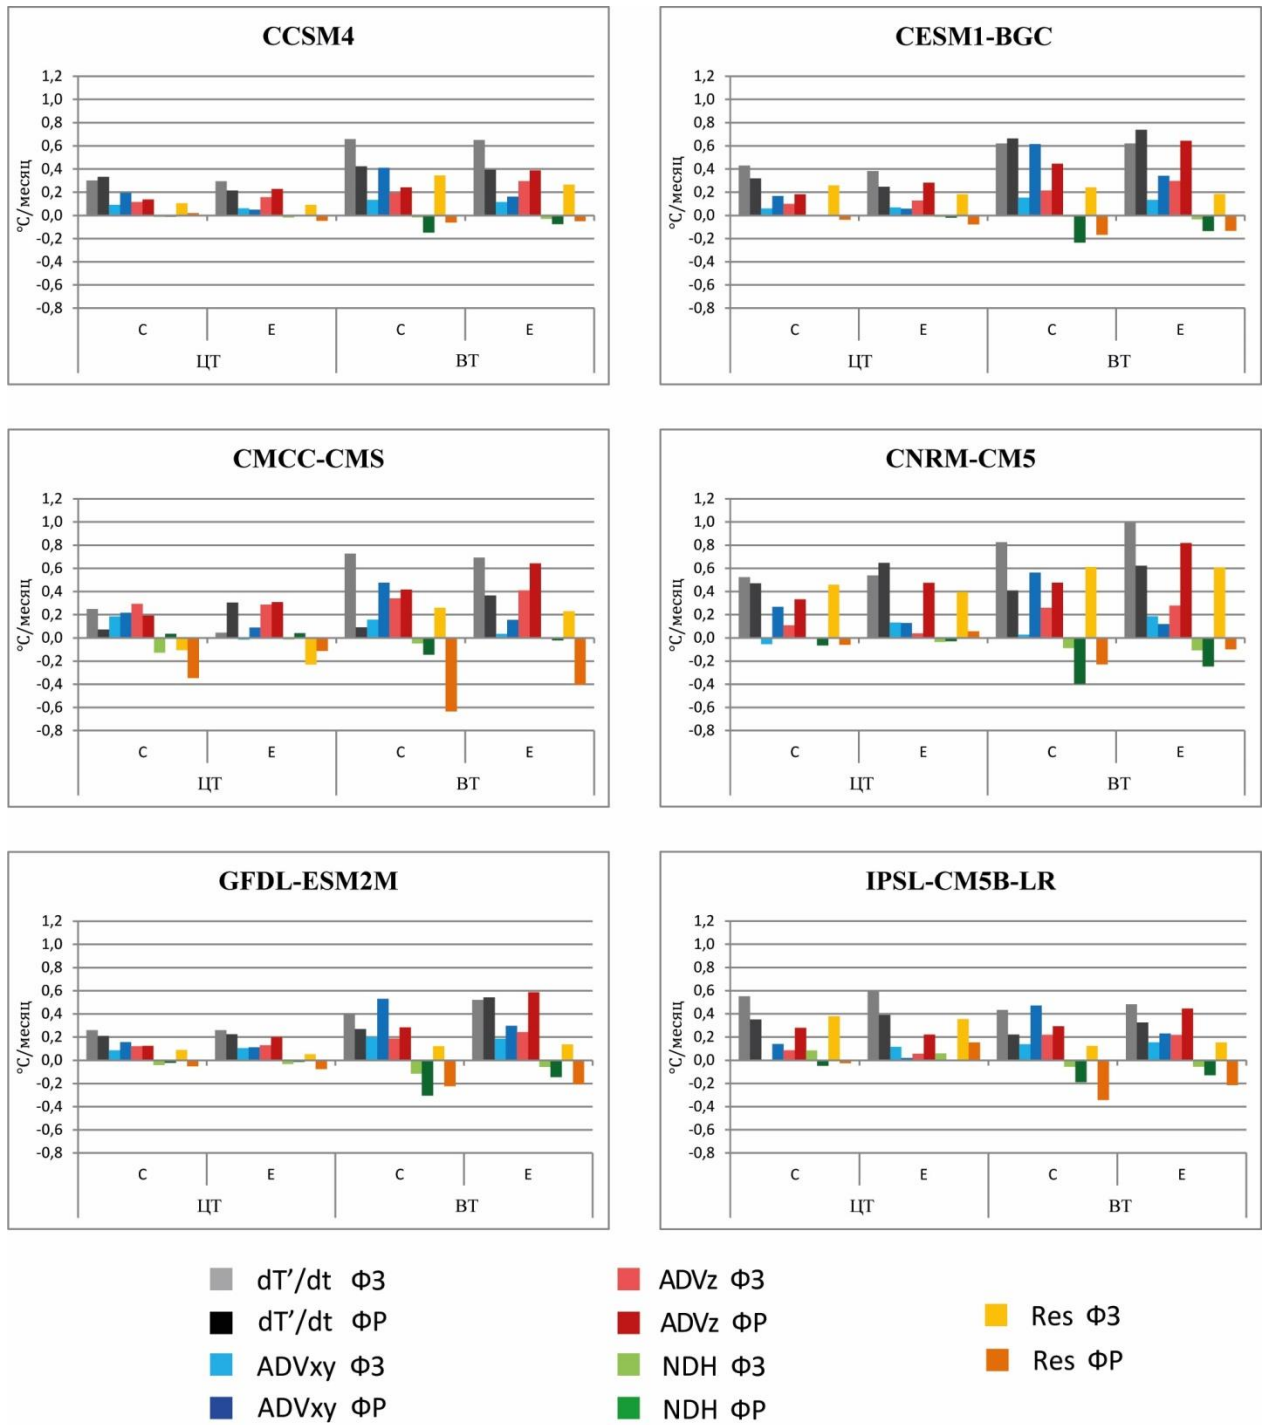 CCSM4
°С/месяц
1,2
1,0
0,8
0,6
0,4
0,2
0,0
-0,2
-0,4
-0,6
-0,8
C E C E
ЦТ ВТ
CESM1-BGC
°С/месяц
1,2
1,0
0,8
0,6
0,4
0,2
0,0
-0,2
-0,4
-0,6
-0,8
C E C E
ЦТ ВТ
CMCC-CMS
°С/месяц
1,2
1,0
0,8
0,6
0,4
0,2
0,0
-0,2
-0,4
-0,6
-0,8
C E C E
ЦТ ВТ
CNRM-CM5
°С/месяц
1,2
1,0
0,8
0,6
0,4
0,2
0,0
-0,2
-0,4
-0,6
-0,8
C E C E
ЦТ ВТ
GFDL-ESM2M
°С/месяц
1,2
1,0
0,8
0,6
0,4
0,2
0,0
-0,2
-0,4
-0,6
-0,8
C E C E
ЦТ ВТ
IPSL-CM5B-LR
°С/месяц
1,2
1,0
0,8
0,6
0,4
0,2
0,0
-0,2
-0,4
-0,6
-0,8
C E C E
ЦТ ВТ
dT'/dt ФЗ
dT'/dt ФР
ADVxy ФЗ
ADVxy ФР
ADVz ФЗ
ADVz ФР
NDH ФЗ
NDH ФР
Res ФЗ
Res ФР